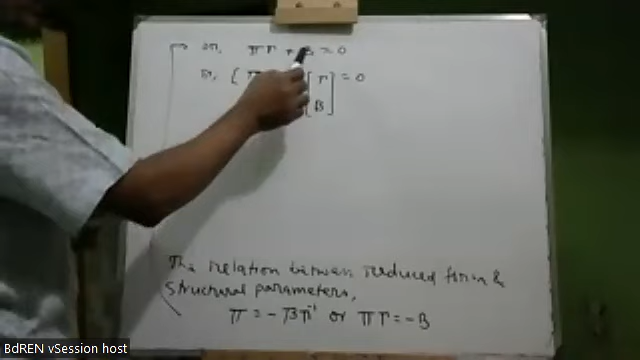 or, πΓ + B = 0
or, [ π [ Γ B ] = 0
The relation between reduced form &
structural parameters,
π = - BΓ⁻¹ or πΓ = -B
BdREN vSession host